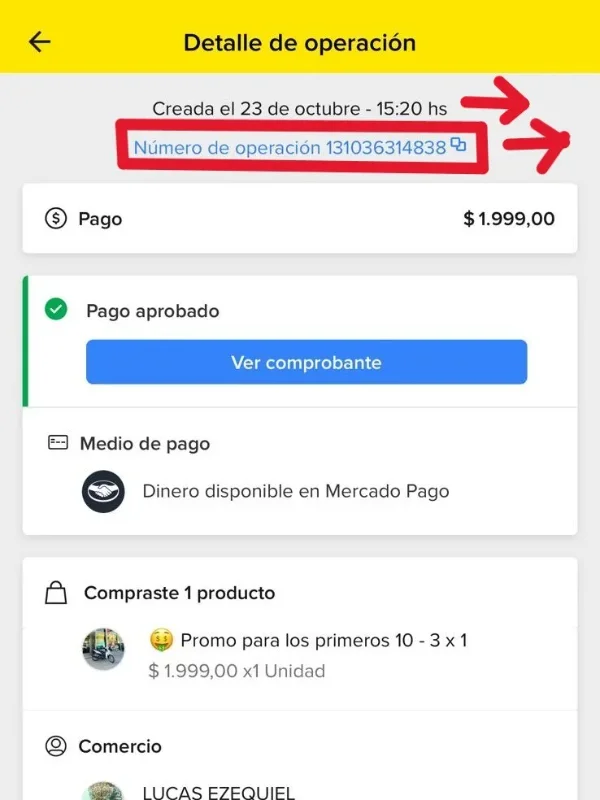 Detalle de operación
Creada el 23 de octubre - 15:20 hs
Número de operación 131036314838
Pago
$ 1.999,00
Pago aprobado
Ver comprobante
Medio de pago
Dinero disponible en Mercado Pago
Compraste 1 producto
🤑 Promo para los primeros 10 - 3 x 1
$ 1.999,00 x1 Unidad
Comercio
LUCAS EZEQUIEL